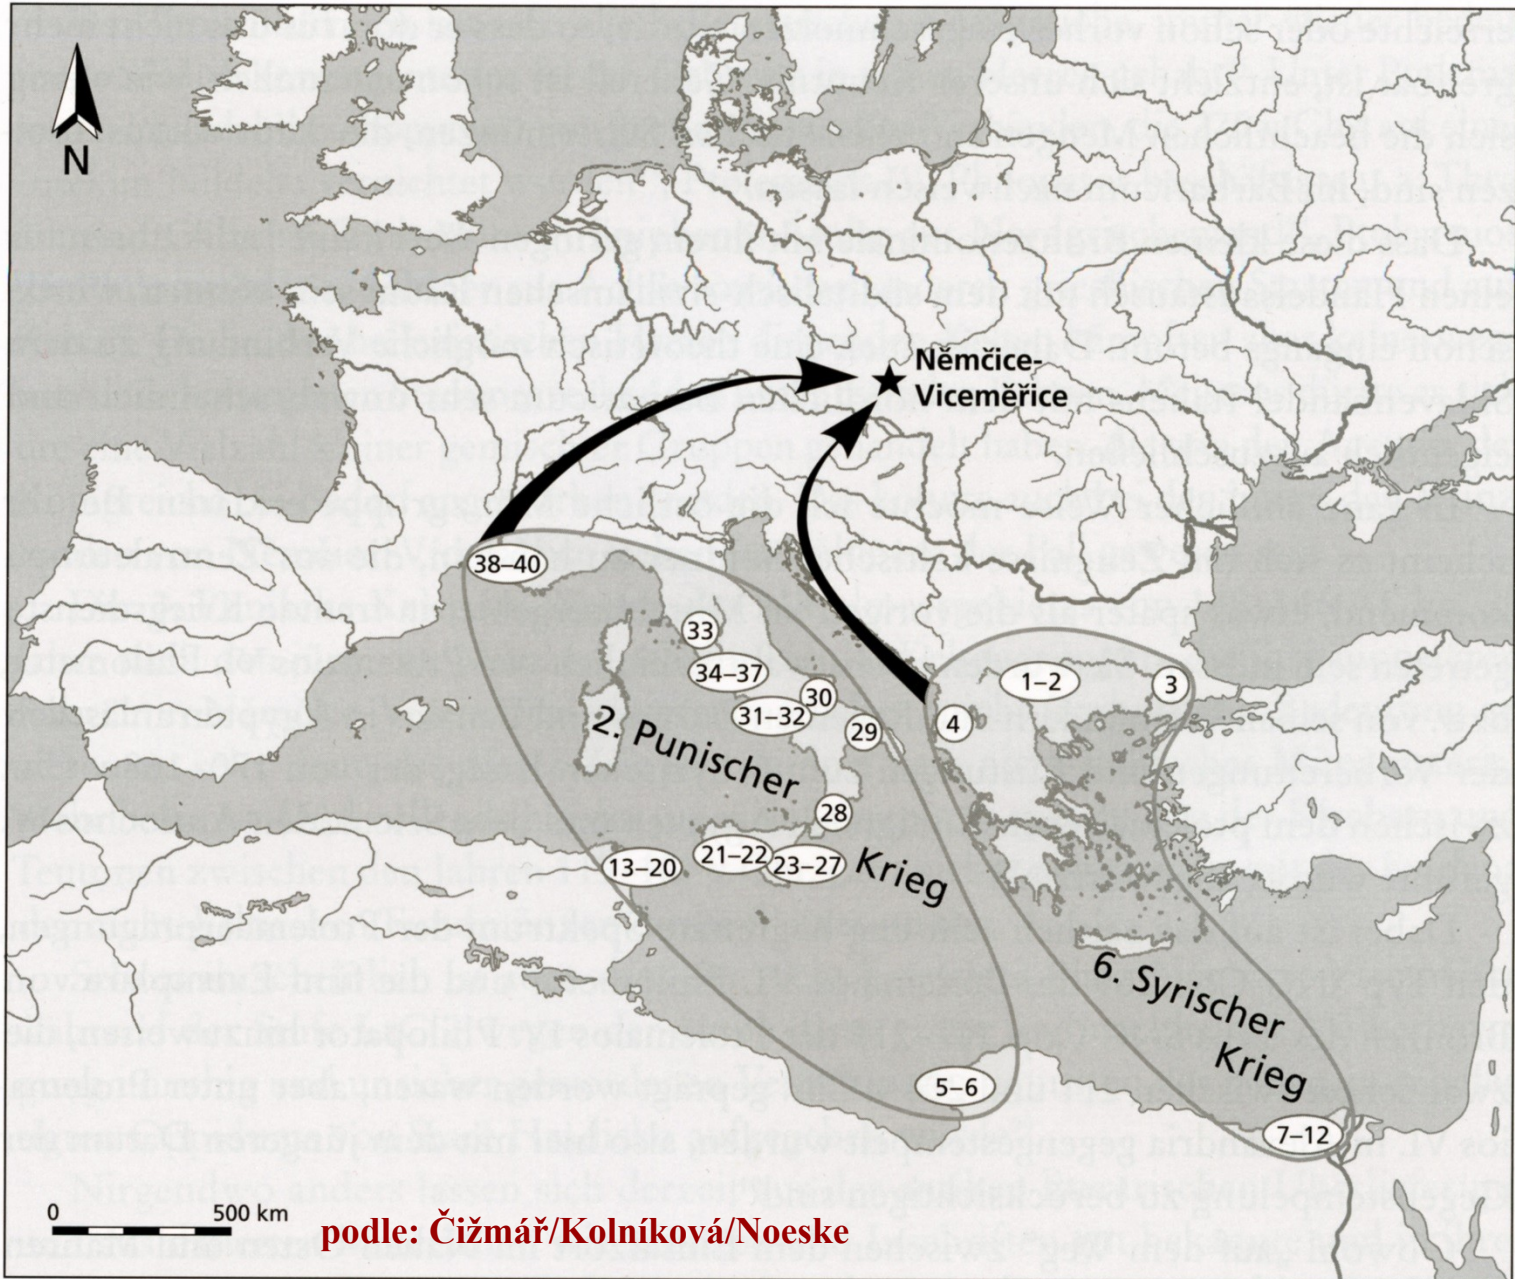 N
Němčice-
Víceměřice
38–40
33
34–37
30
31–32
29
1–2
3
4
2. Punischer
Krieg
28
13–20
21–22
23–27
6. Syrischer
Krieg
5–6
7–12
0
500 km
podle: Čižmář/Kolníková/Noeske